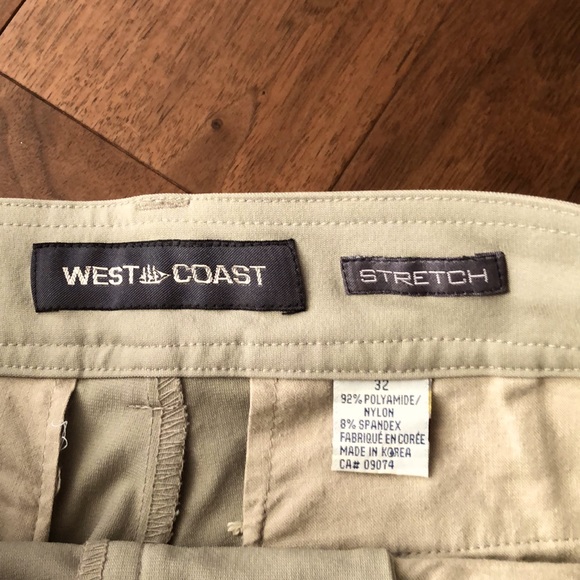 WEST COAST
STRETCH
32
92% POLYAMIDE/
NYLON
8% SPANDEX
FABRIQUÉ EN CORÉE
MADE IN KOREA
CA# 09074